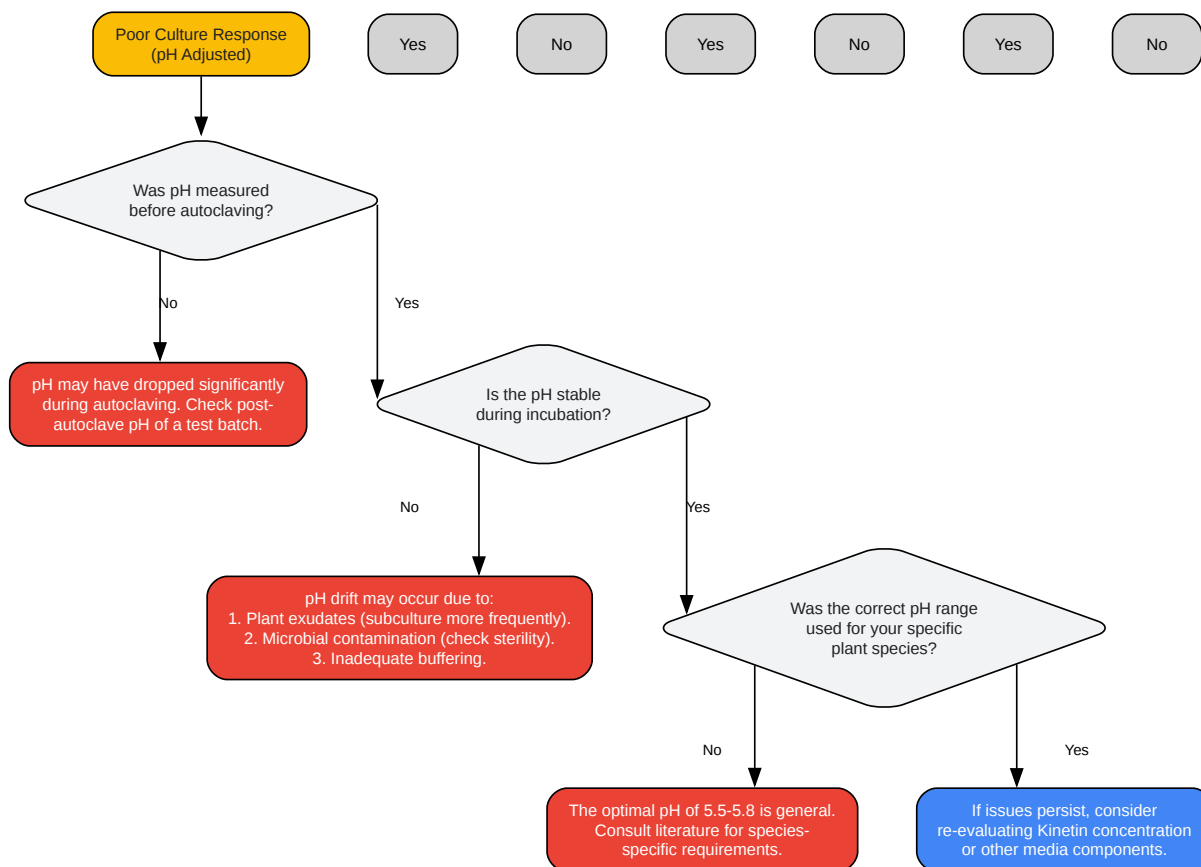 Poor Culture Response
(pH Adjusted)
Yes
No
Yes
No
Yes
No
Was pH measured
before autoclaving?
No
Yes
pH may have dropped significantly
during autoclaving. Check post-
autoclave pH of a test batch.
Is the pH stable
during incubation?
No
Yes
pH drift may occur due to:
1. Plant exudates (subculture more frequently).
2. Microbial contamination (check sterility).
3. Inadequate buffering.
Was the correct pH range
used for your specific
plant species?
No
Yes
The optimal pH of 5.5-5.8 is general.
Consult literature for species-
specific requirements.
If issues persist, consider
re-evaluating Kinetin concentration
or other media components.